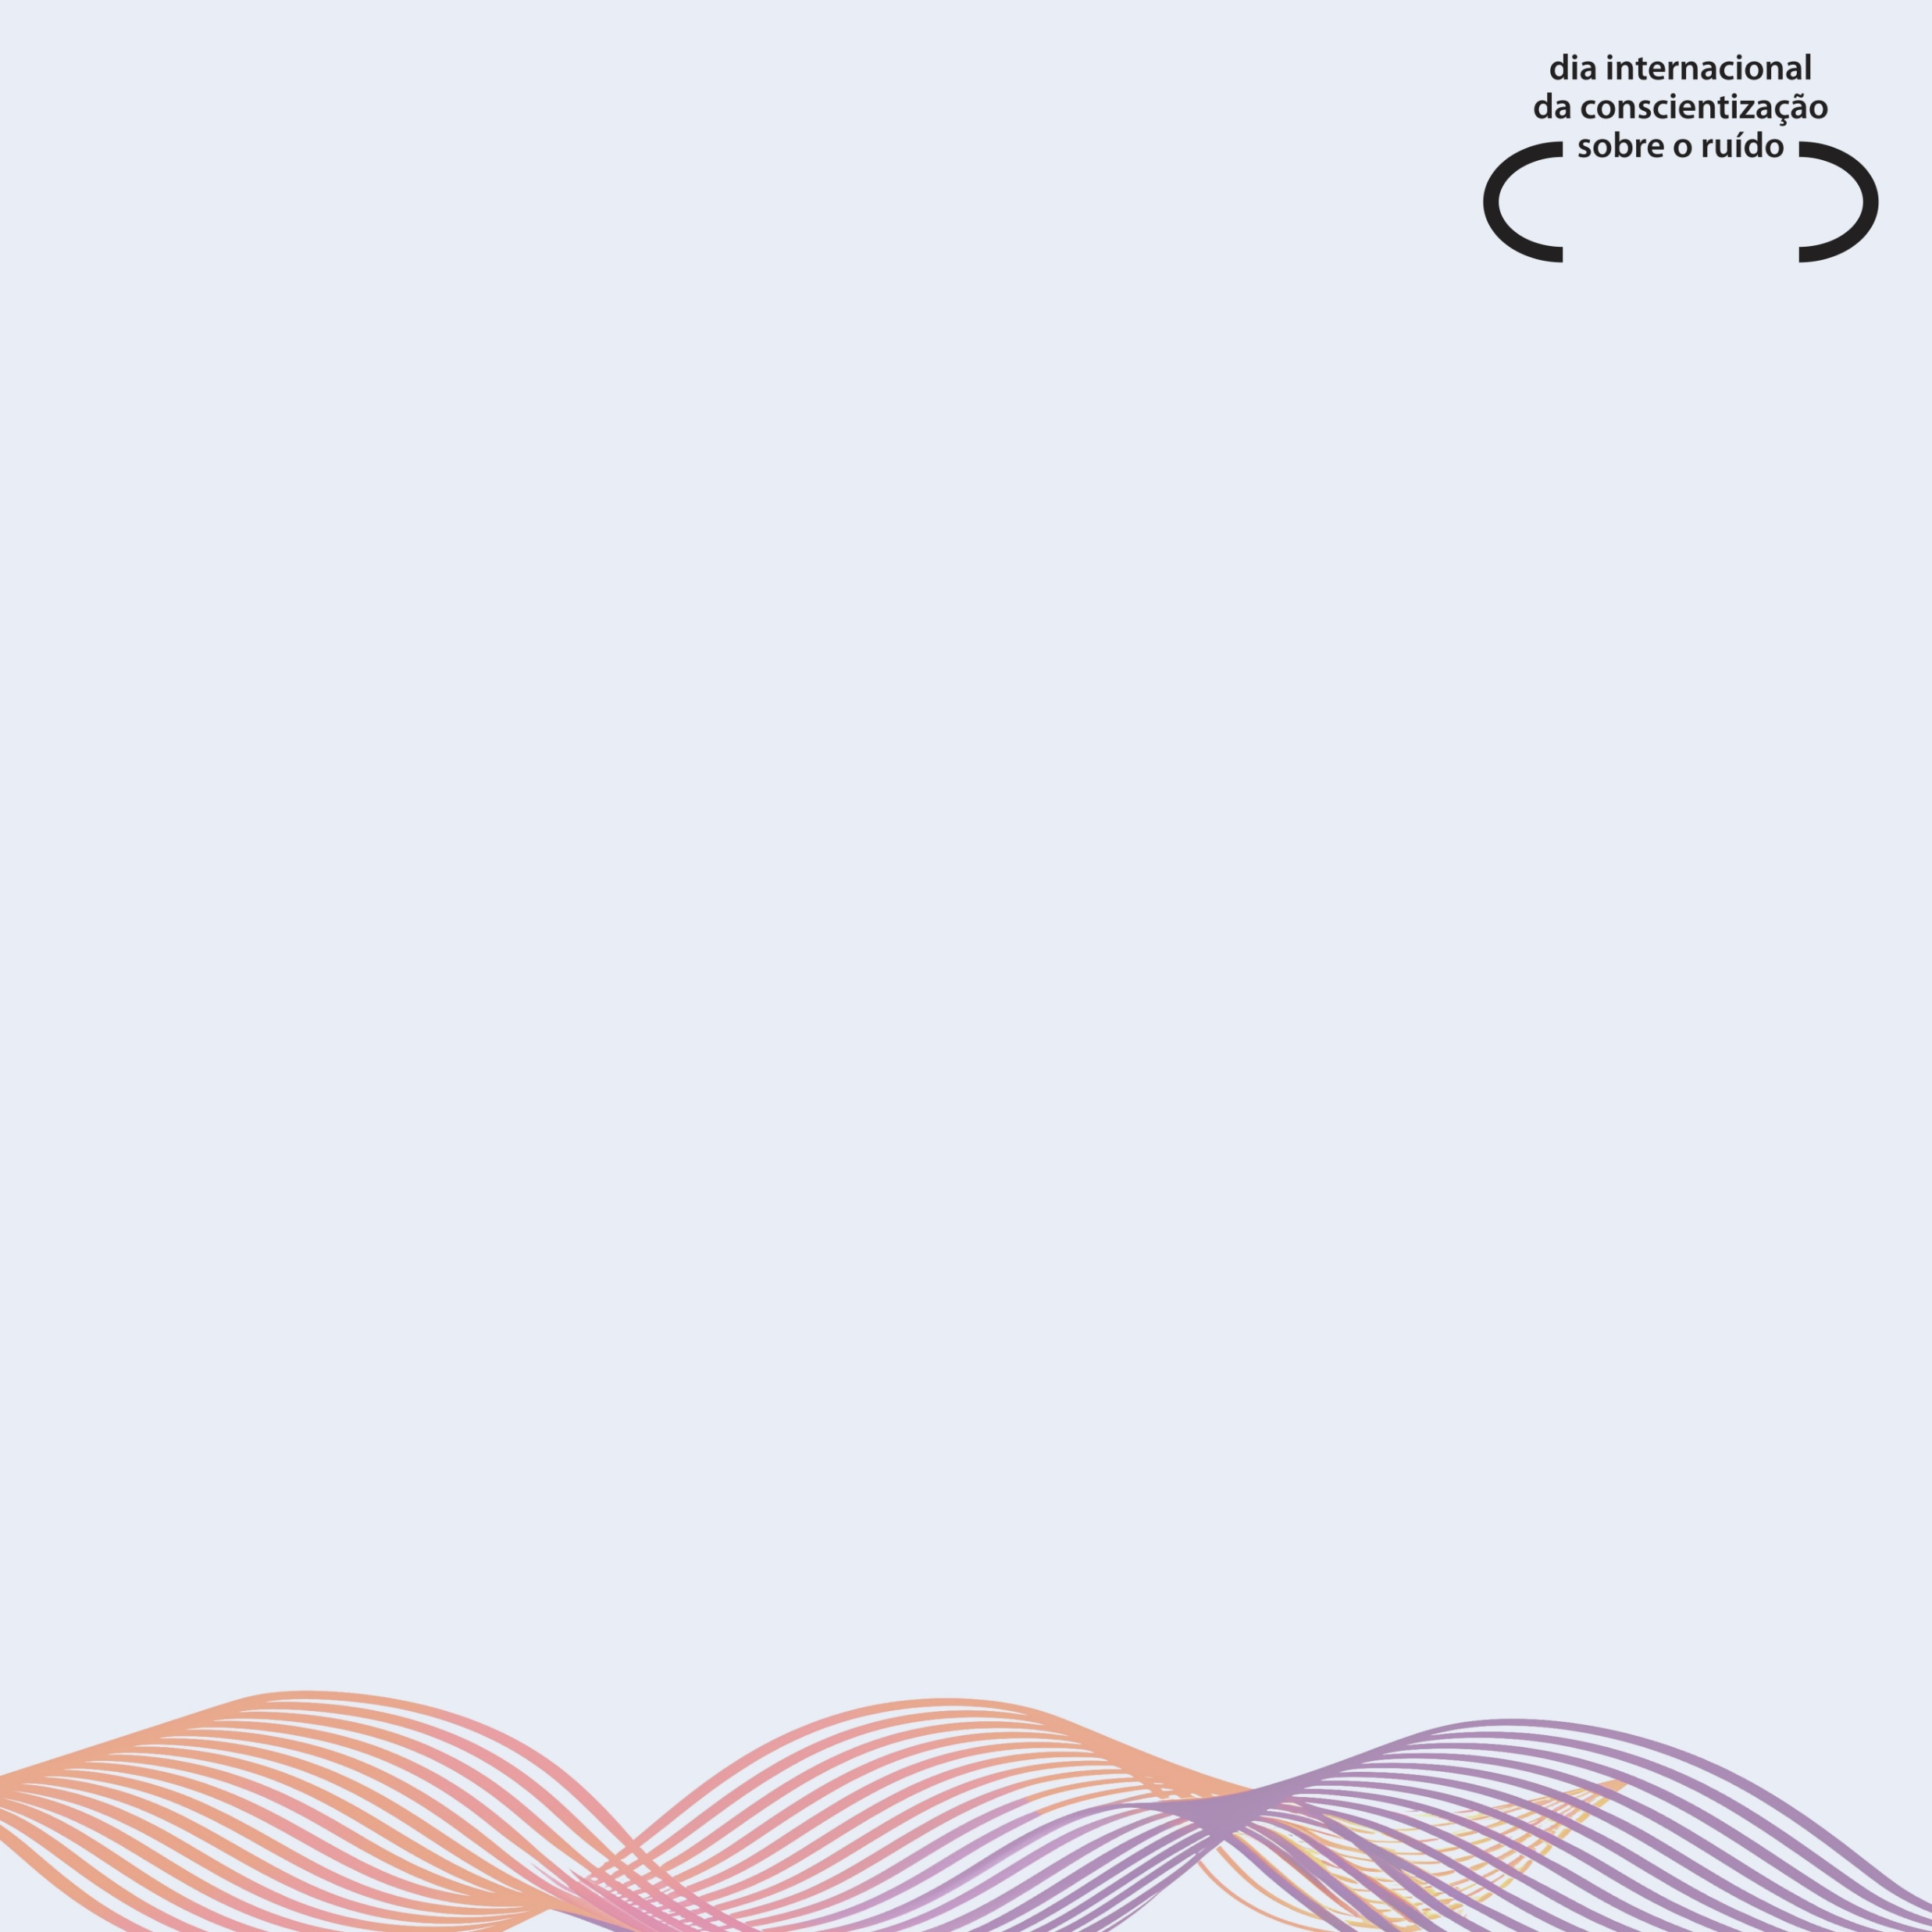 dia internacional
da conscientização
sobre o ruído